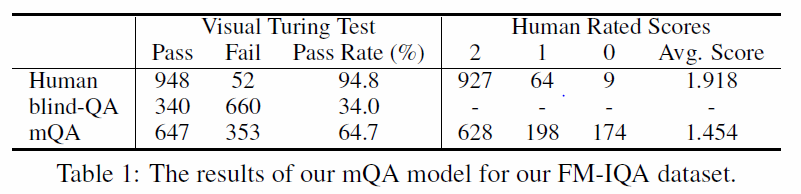 Visual Turing Test Human Rated Scores
Pass Fail Pass Rate (%) 2 1 0 Avg. Score
Human 948 52 94.8 927 64 9 1.918
blind-QA 340 660 34.0 - - - -
mQA 647 353 64.7 628 198 174 1.454
Table 1: The results of our mQA model for our FM-IQA dataset.